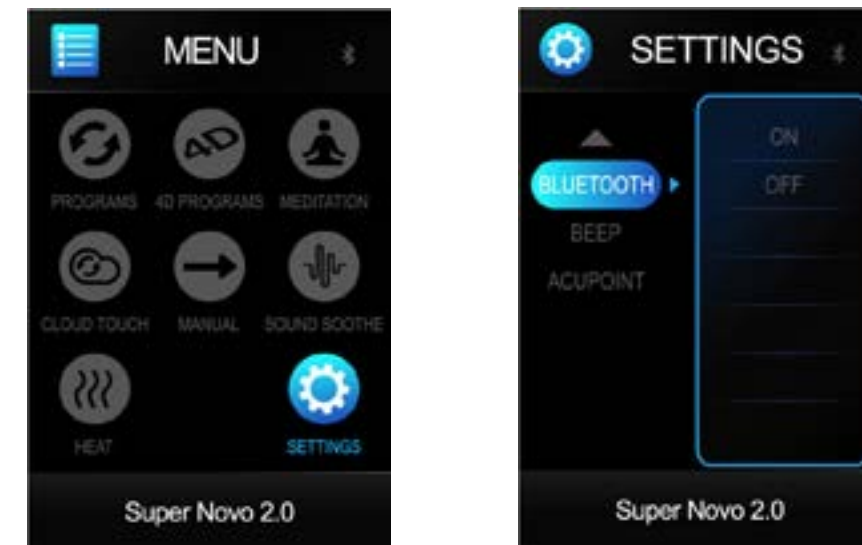 MENU
4D
PROGRAMS
4D PROGRAMS
MEDITATION
CLOUD TOUCH
MANUAL
SOUND SOOTHE
HEAT
SETTINGS
Super Novo 2.0
SETTINGS
BLUETOOTH
BEEP
ACUPOINT
ON
OFF
Super Novo 2.0